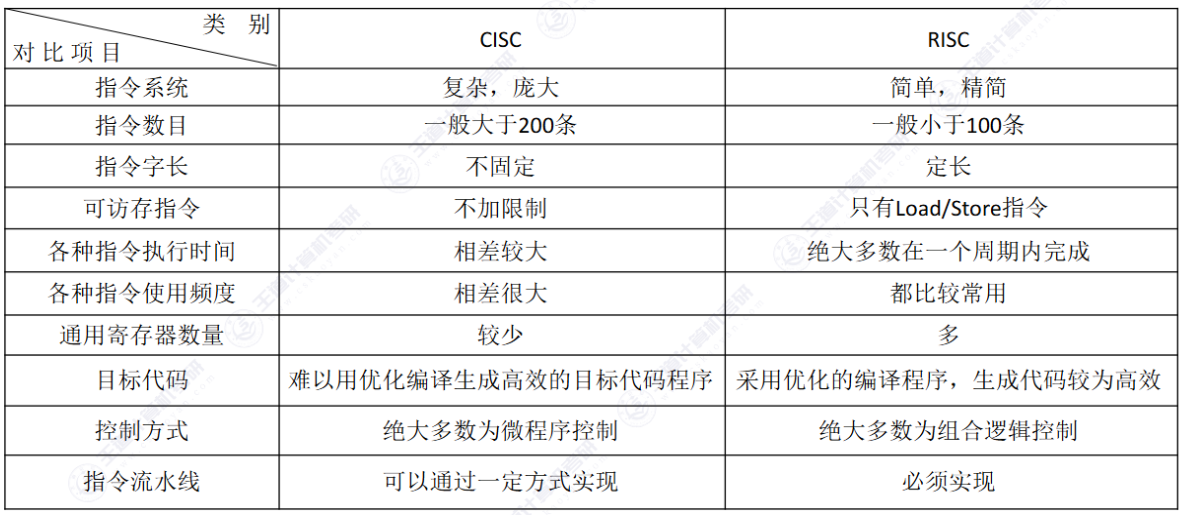 类 别
对比项目
CISC
RISC
指令系统
复杂，庞大
简单，精简
指令数目
一般大于200条
一般小于100条
指令字长
不固定
定长
可访存指令
不加限制
只有Load/Store指令
各种指令执行时间
相差较大
绝大多数在一个周期内完成
各种指令使用频度
相差很大
都比较常用
通用寄存器数量
较少
多
目标代码
难以用优化编译生成高效的目标代码程序
采用优化的编译程序，生成代码较为高效
控制方式
绝大多数为微程序控制
绝大多数为组合逻辑控制
指令流水线
可以通过一定方式实现
必须实现
王道计算机考研